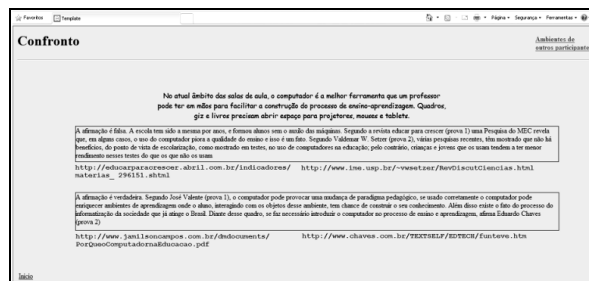 Favoritos Template Página Segurança Ferramentas
Confronto
Ambientes de
outros participantes
No atual âmbito das salas de aula, o computador é a melhor ferramenta que um professor
pode ter em mãos para facilitar a construção do processo de ensino-aprendizagem. Quadros,
giz e livros precisam abrir espaço para projetores, mouses e tablets.
A afirmação é falsa. A escola tem sido a mesma por anos, e formou alunos sem o auxílio das máquinas. Segundo a revista educar para crescer (prova 1) uma Pesquisa do MEC revela
que, em alguns casos, o uso do computador piora a qualidade do ensino e isso é um fato. Segundo Valdemar W. Setzer (prova 2), várias pesquisas recentes, têm mostrado que não há
benefícios, do ponto de vista de escolarização, como mostrado em testes, no uso de computadores na educação; pelo contrário, crianças e jovens que os usam tendem a ter menor
rendimento nesses testes do que os que não os usam
http://educarparacrescer.abril.com.br/indicadores/
materias_ 296151.shtml
http://www.ime.usp.br/~vwsetzer/RevDiscutCiencias.html
A afirmação é verdadeira. Segundo José Valente (prova 1), o computador pode provocar uma mudança de paradigma pedagógico, se usado corretamente o computador pode
enriquecer ambientes de aprendizagem onde o aluno, interagindo com os objetos desse ambiente, tem chance de construir o seu conhecimento. Além disso existe o fato do processo do
informatização da sociedade que já atinge o Brasil. Diante desse quadro, se faz necessário introduzir o computador no processo de ensino e aprendizagem, afirma Eduardo Chaves
(prova 2)
http://www.jamilsoncampos.com.br/dmdocuments/
PorQueoComputadornaEducacao.pdf
http://www.chaves.com.br/TEXTSELF/EDTECH/funteve.htm
Início